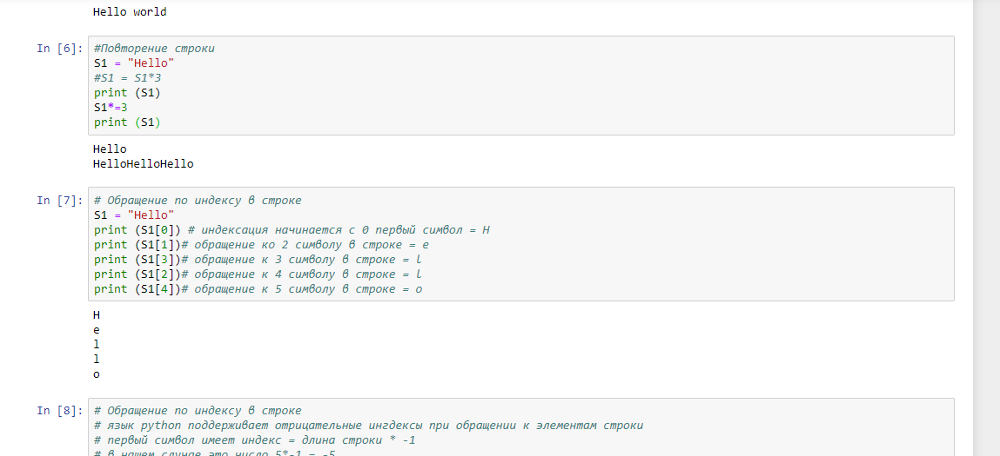 Hello world
In [6]: #Повторение строки
S1 = "Hello"
#S1 = S1*3
print (S1)
S1*=3
print (S1)
Hello
HelloHelloHello
In [7]: # Обращение по индексу в строке
S1 = "Hello"
print (S1[0]) # индексация начинается с 0 первый символ = H
print (S1[1])# обращение ко 2 символу в строке = e
print (S1[3])# обращение к 3 символу в строке = l
print (S1[2])# обращение к 4 символу в строке = l
print (S1[4])# обращение к 5 символу в строке = o
H
e
l
l
o
In [8]: # Обращение по индексу в строке
# язык python поддерживает отрицательные ингдексы при обращении к элементам строки
# первый символ имеет индекс = длина строки * -1
# в нашем случае это число 5*-1 = -5